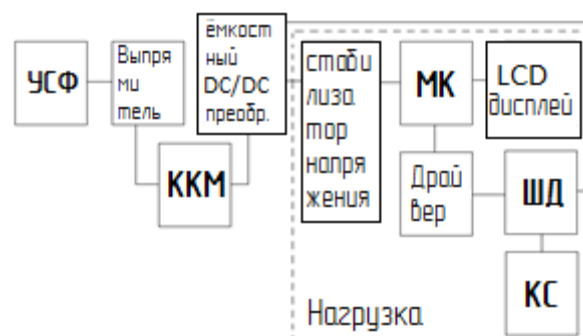 УСФ
Выпря
ми
тель
ёмкост
ный
DC/DC
преобр.
ККМ
стаби
лиза
тор
напря
жения
МК
LCD
дисплей
Драй
вер
ШД
КС
Нагрузка